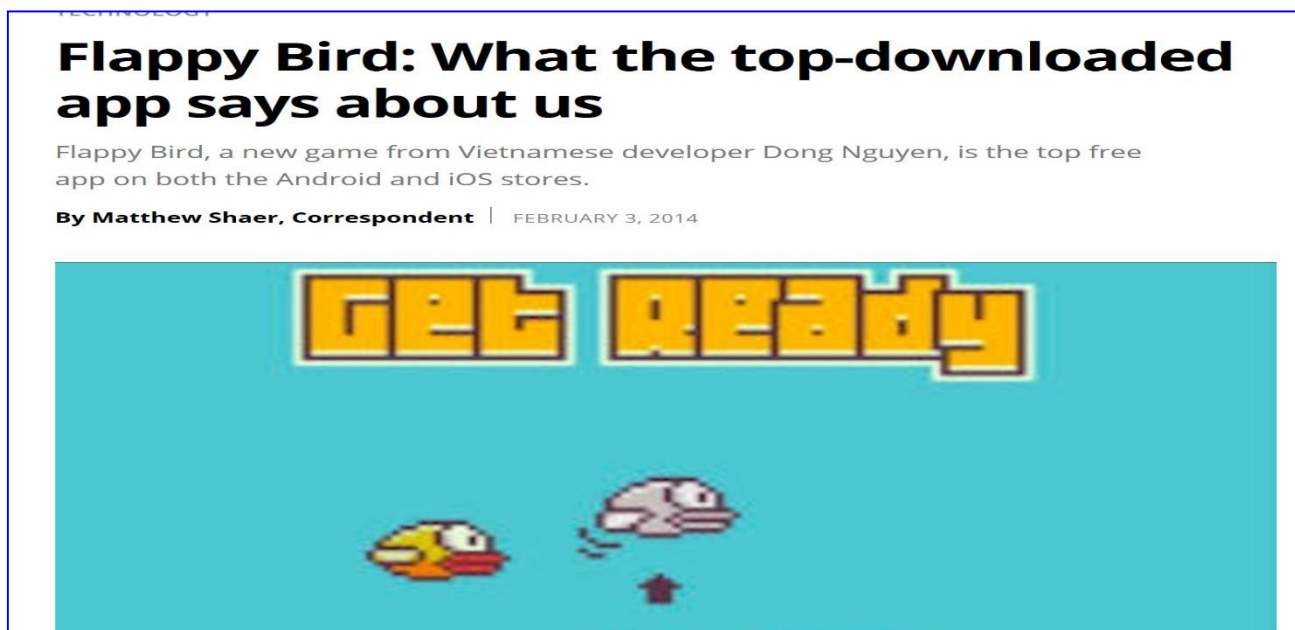 TECHNOLOGY
Flappy Bird: What the top-downloaded
app says about us
Flappy Bird, a new game from Vietnamese developer Dong Nguyen, is the top free
app on both the Android and iOS stores.
By Matthew Shaer, Correspondent | FEBRUARY 3, 2014
Get Ready